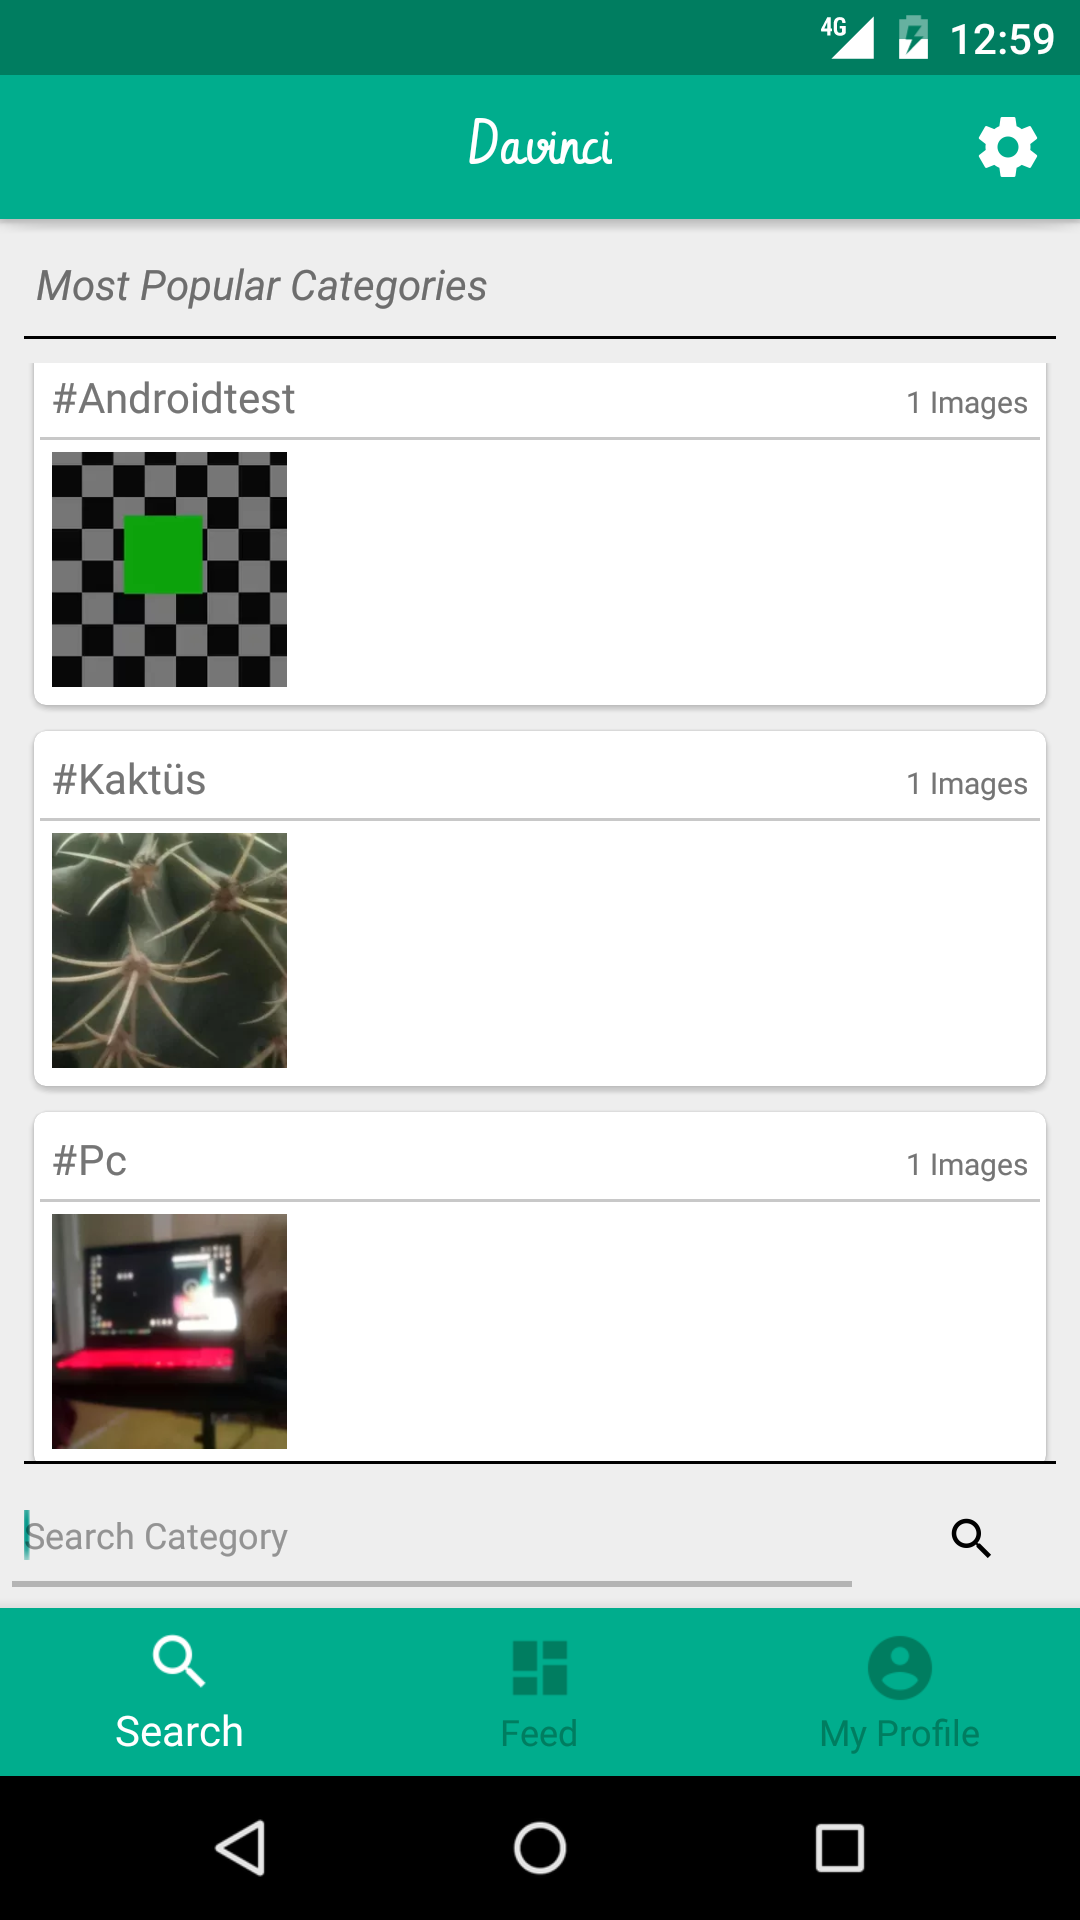 4G 12:59
Davinci
Most Popular Categories
#Androidtest 1 Images
#Kaktüs 1 Images
#Pc 1 Images
Search Category
Search Feed My Profile